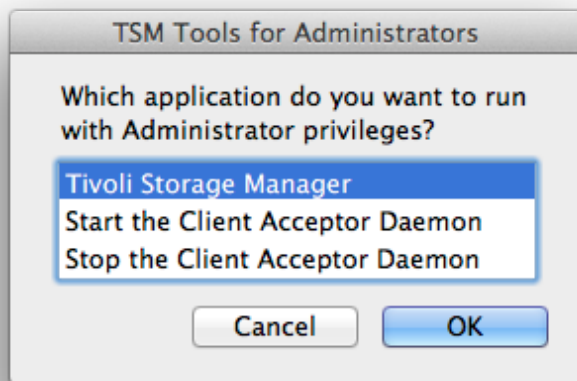 TSM Tools for Administrators
Which application do you want to run
with Administrator privileges?
Tivoli Storage Manager
Start the Client Acceptor Daemon
Stop the Client Acceptor Daemon
Cancel
OK